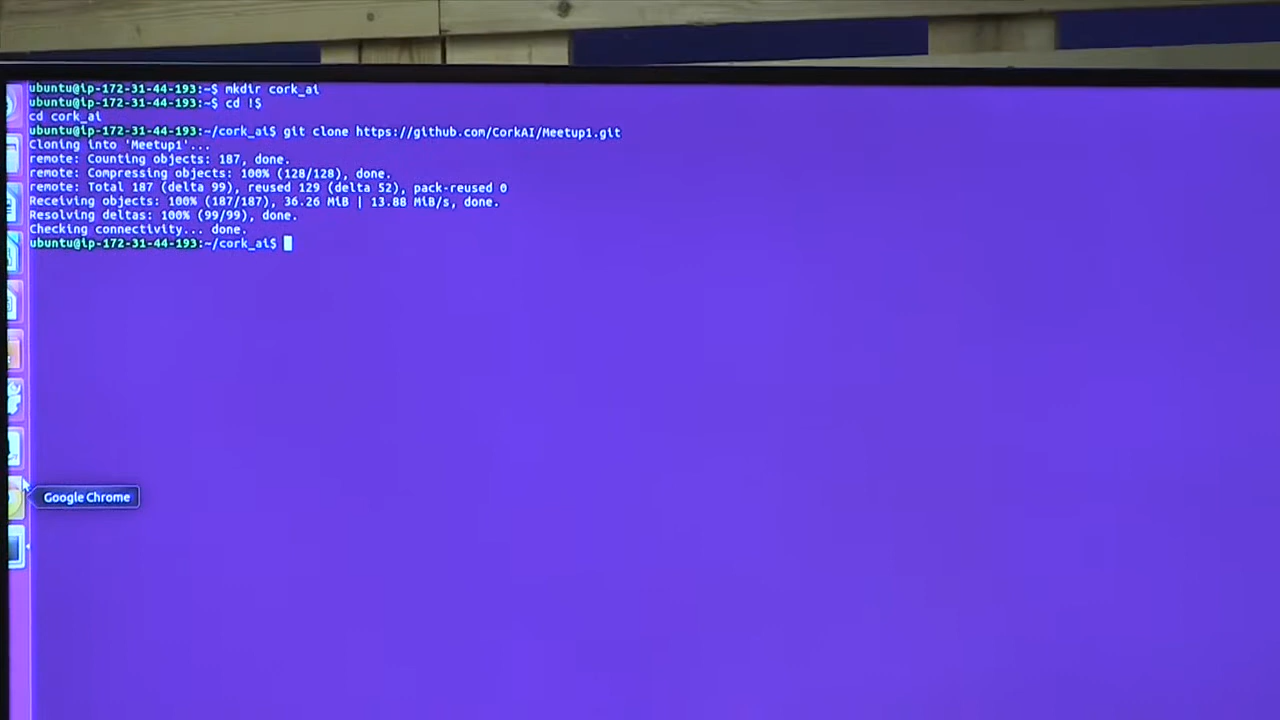 ubuntu@ip-172-31-44-193:~$ mkdir cork_ai
ubuntu@ip-172-31-44-193:~$ cd !$
cd cork_ai
ubuntu@ip-172-31-44-193:~/cork_ai$ git clone https://github.com/CorkAI/Meetup1.git
Cloning into 'Meetup1'...
remote: Counting objects: 187, done.
remote: Compressing objects: 100% (128/128), done.
remote: Total 187 (delta 99), reused 129 (delta 52), pack-reused 0
Receiving objects: 100% (187/187), 36.26 MiB | 13.88 MiB/s, done.
Resolving deltas: 100% (99/99), done.
Checking connectivity... done.
ubuntu@ip-172-31-44-193:~/cork_ai$
Google Chrome